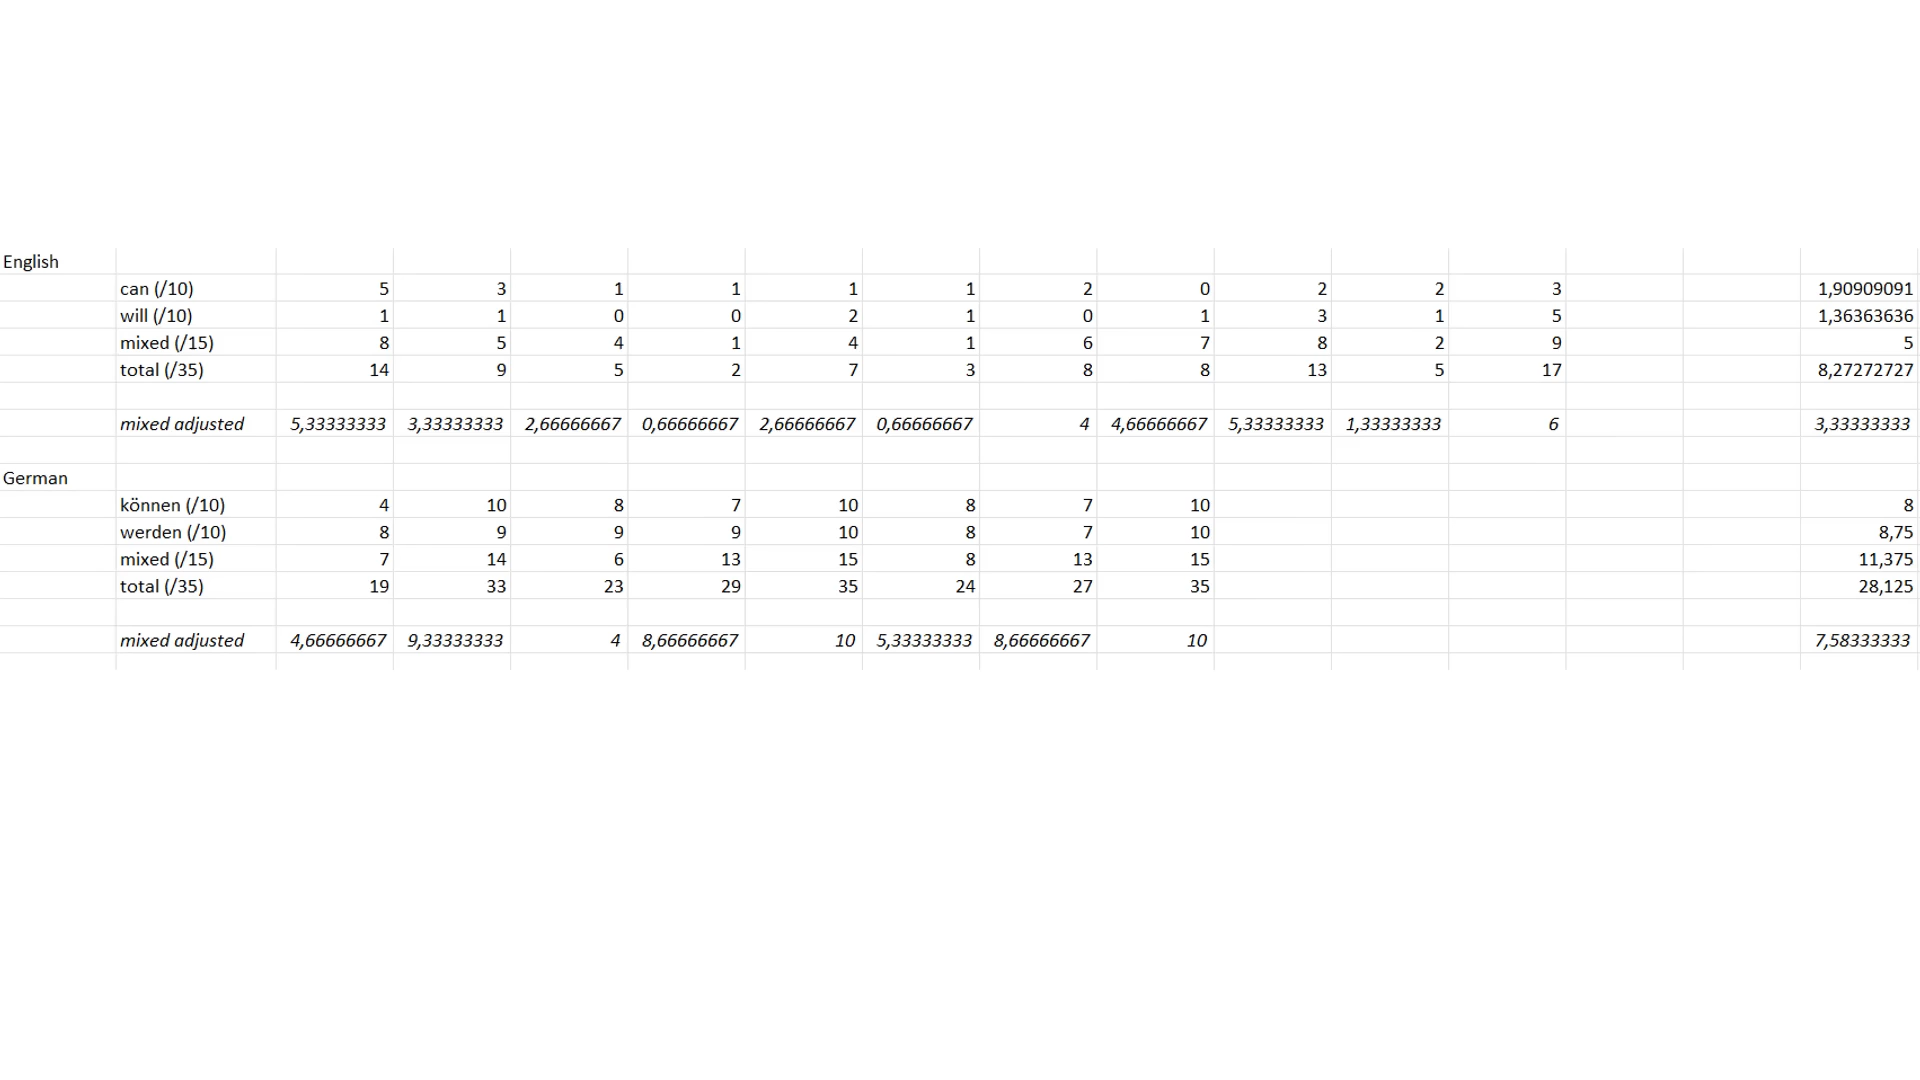 English
can (/10) 5 3 1 1 1 1 2 0 2 2 3 1,90909091
will (/10) 1 1 0 0 2 1 0 1 3 1 5 1,36363636
mixed (/15) 8 5 4 1 4 1 6 7 8 2 9 5
total (/35) 14 9 5 2 7 3 8 8 13 5 17 8,27272727
mixed adjusted 5,33333333 3,33333333 2,66666667 0,66666667 2,66666667 0,66666667 4 4,66666667 5,33333333 1,33333333 6 3,33333333
German
können (/10) 4 10 8 7 10 8 7 10 8
werden (/10) 8 9 9 9 10 8 7 10 8,75
mixed (/15) 7 14 6 13 15 8 13 15 11,375
total (/35) 19 33 23 29 35 24 27 35 28,125
mixed adjusted 4,66666667 9,33333333 4 8,66666667 10 5,33333333 8,66666667 10 7,58333333